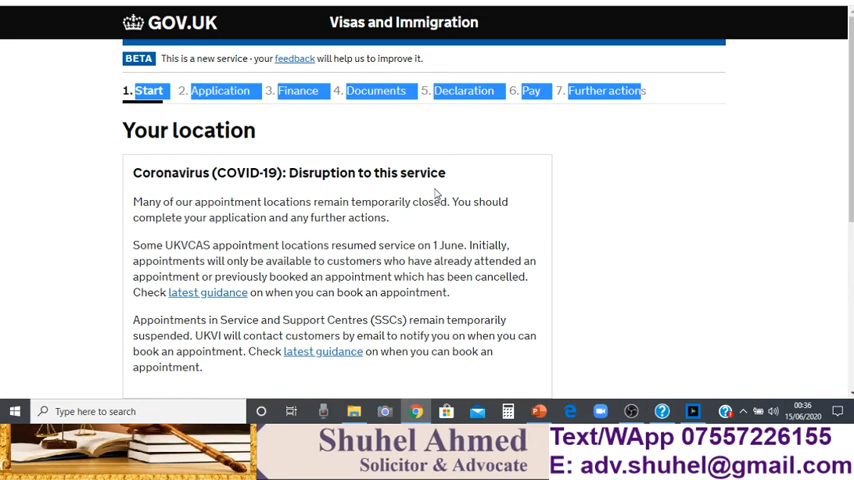 GOV.UK
Visas and Immigration
BETA This is a new service - your feedback will help us to improve it.
1. Start 2. Application 3. Finance 4. Documents 5. Declaration 6. Pay 7. Further actions
Your location
Coronavirus (COVID-19): Disruption to this service
Many of our appointment locations remain temporarily closed. You should
complete your application and any further actions.
Some UKVCAS appointment locations resumed service on 1 June. Initially,
appointments will only be available to customers who have already attended an
appointment or previously booked an appointment which has been cancelled.
Check latest guidance on when you can book an appointment.
Appointments in Service and Support Centres (SSCs) remain temporarily
suspended. UKVI will contact customers by email to notify you on when you can
book an appointment. Check latest guidance on when you can book an
appointment.
Type here to search
00:36
15/06/2020
Shuhel Ahmed
Solicitor & Advocate
Text/WApp 07557226155
E: adv.shuhel@gmail.com